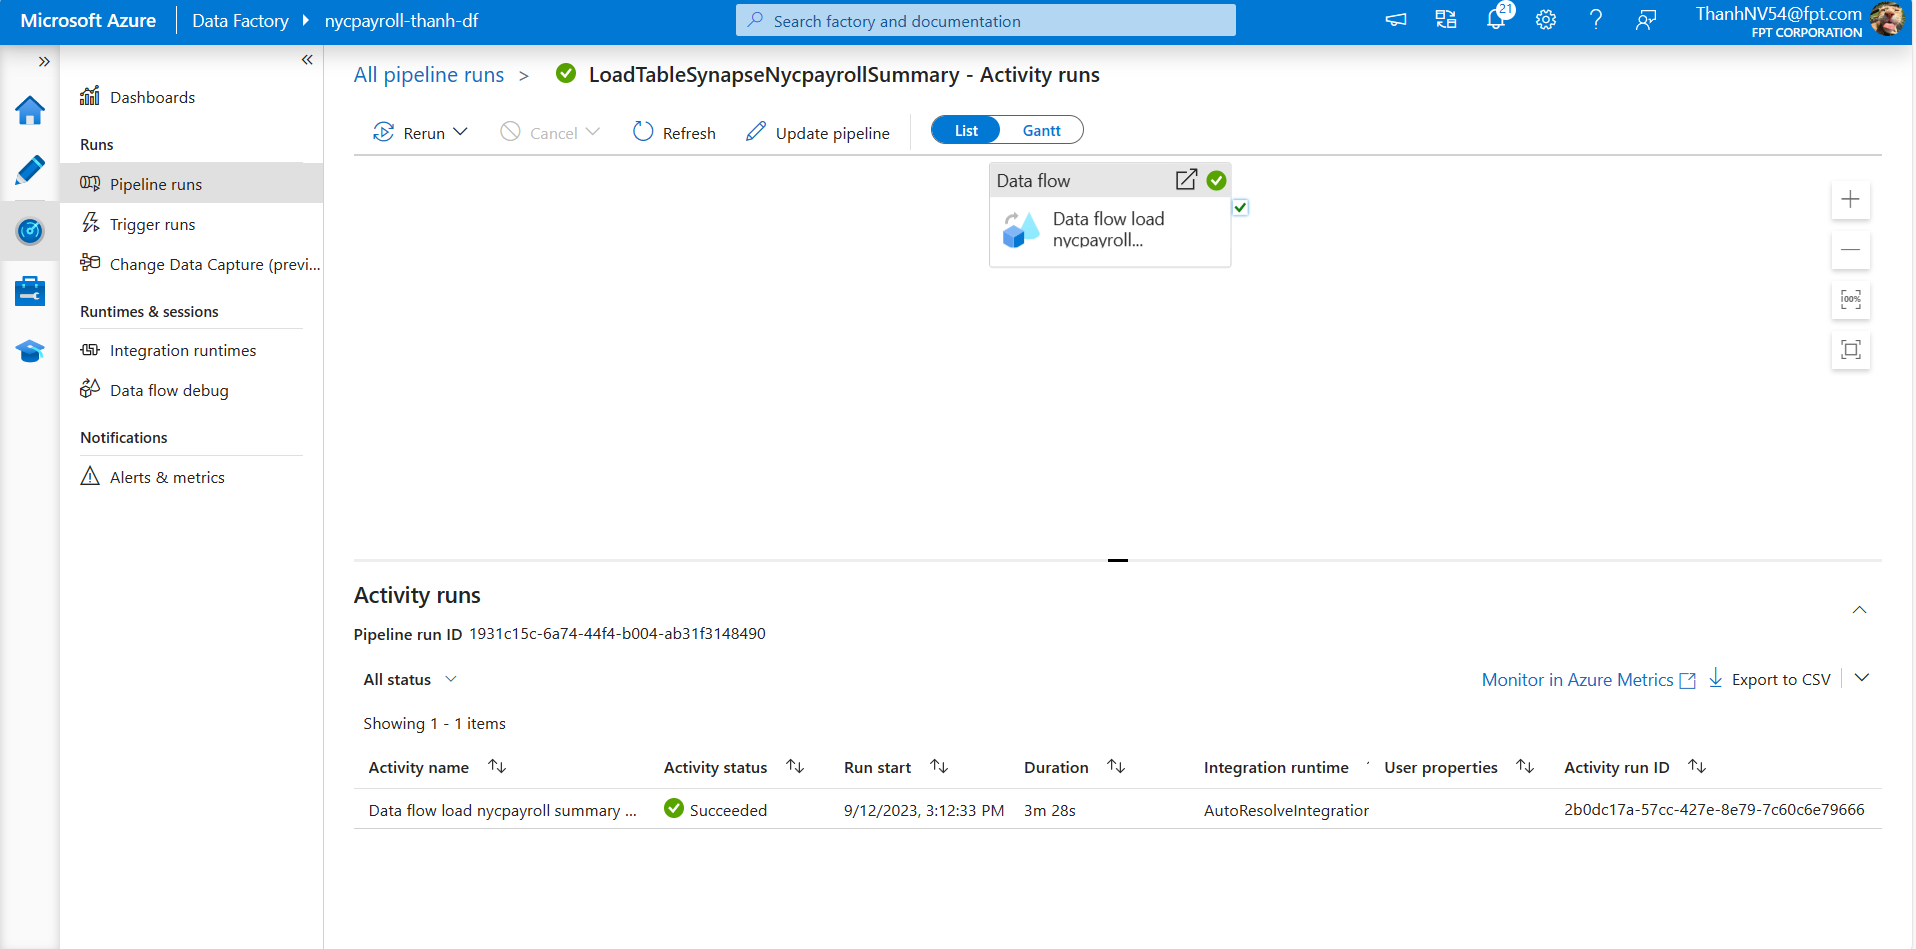 Microsoft Azure Data Factory nycpayroll-thanh-df Search factory and documentation 21 ThanhNV54@fpt.com
FPT CORPORATION
All pipeline runs > LoadTableSynapseNycpayrollSummary - Activity runs
Dashboards
Runs
Pipeline runs
Trigger runs
Change Data Capture (previ...
Runtimes & sessions
Integration runtimes
Data flow debug
Notifications
Alerts & metrics
Rerun Cancel Refresh Update pipeline List Gantt
Data flow
Data flow load
nycpayroll...
100%
Activity runs
Pipeline run ID 1931c15c-6a74-44f4-b004-ab31f3148490
All status
Monitor in Azure Metrics Export to CSV
Showing 1 - 1 items
Activity name Activity status Run start Duration Integration runtime User properties Activity run ID
Data flow load nycpayroll summary ... Succeeded 9/12/2023, 3:12:33 PM 3m 28s AutoResolveIntegration 2b0dc17a-57cc-427e-8e79-7c60c6e79666